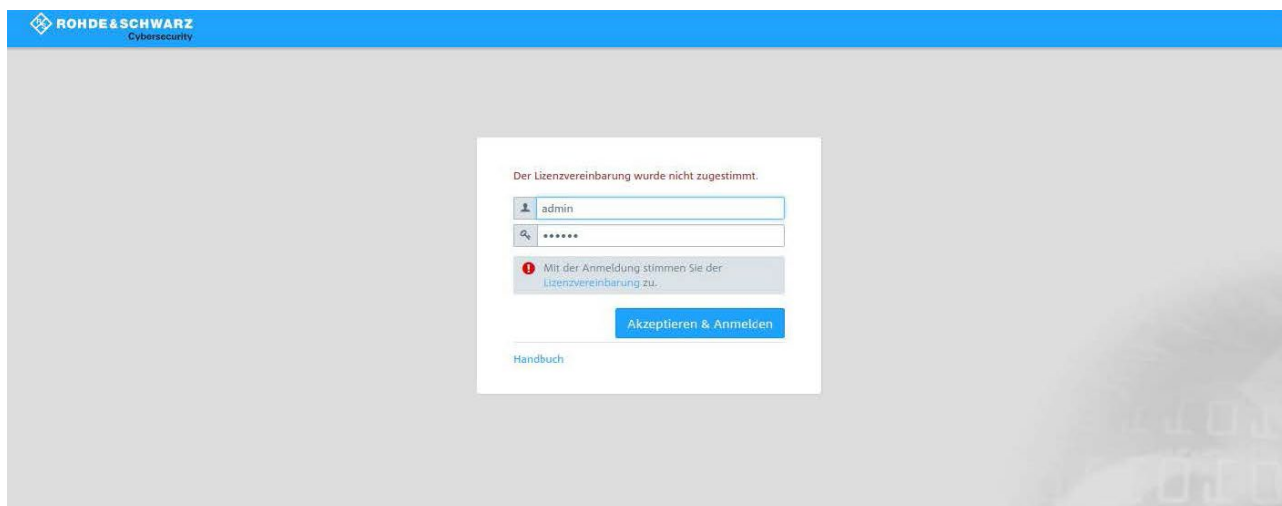 ROHDE&SCHWARZ
Cybersecurity
Der Lizenzvereinbarung wurde nicht zugestimmt.
admin
••••••
Mit der Anmeldung stimmen Sie der
Lizenzvereinbarung zu.
Akzeptieren & Anmelden
Handbuch